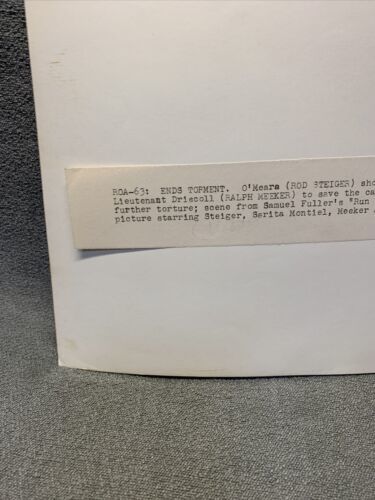 ROA-63: ENDS TORMENT. O'Meara (ROD STEIGER) sho
Lieutenant Driscoll (RALPH MEEKER) to save the ca
further torture; scene from Samuel Fuller's "Run
picture starring Steiger, Sarita Montiel, Meeker